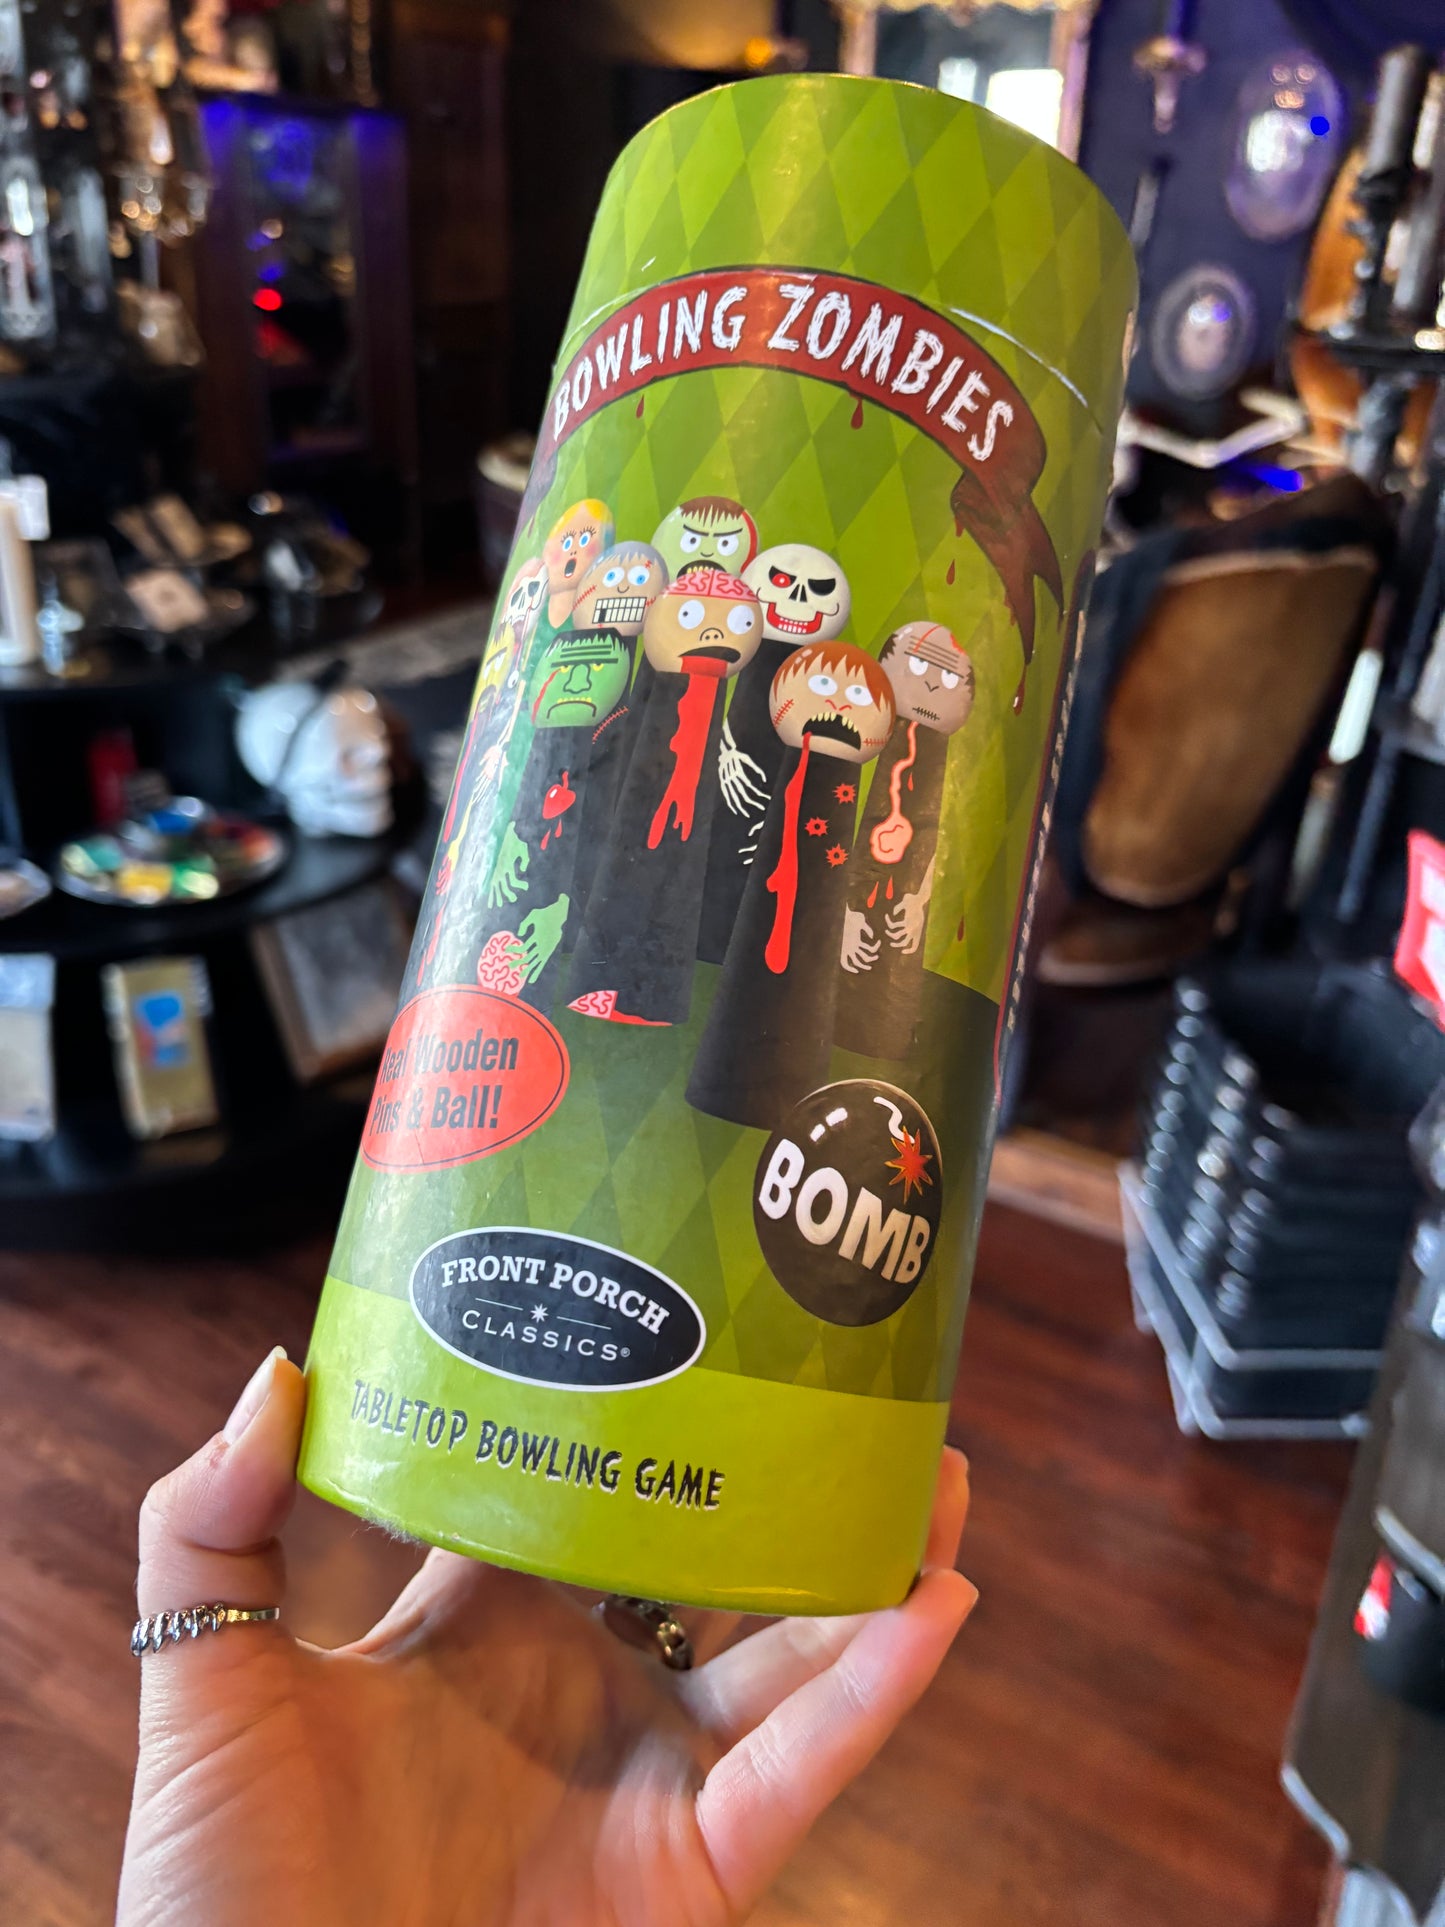 BOWLING ZOMBIES
Real Wooden
Pins & Ball!
BOMB
FRONT PORCH
CLASSICS®
TABLETOP BOWLING GAME